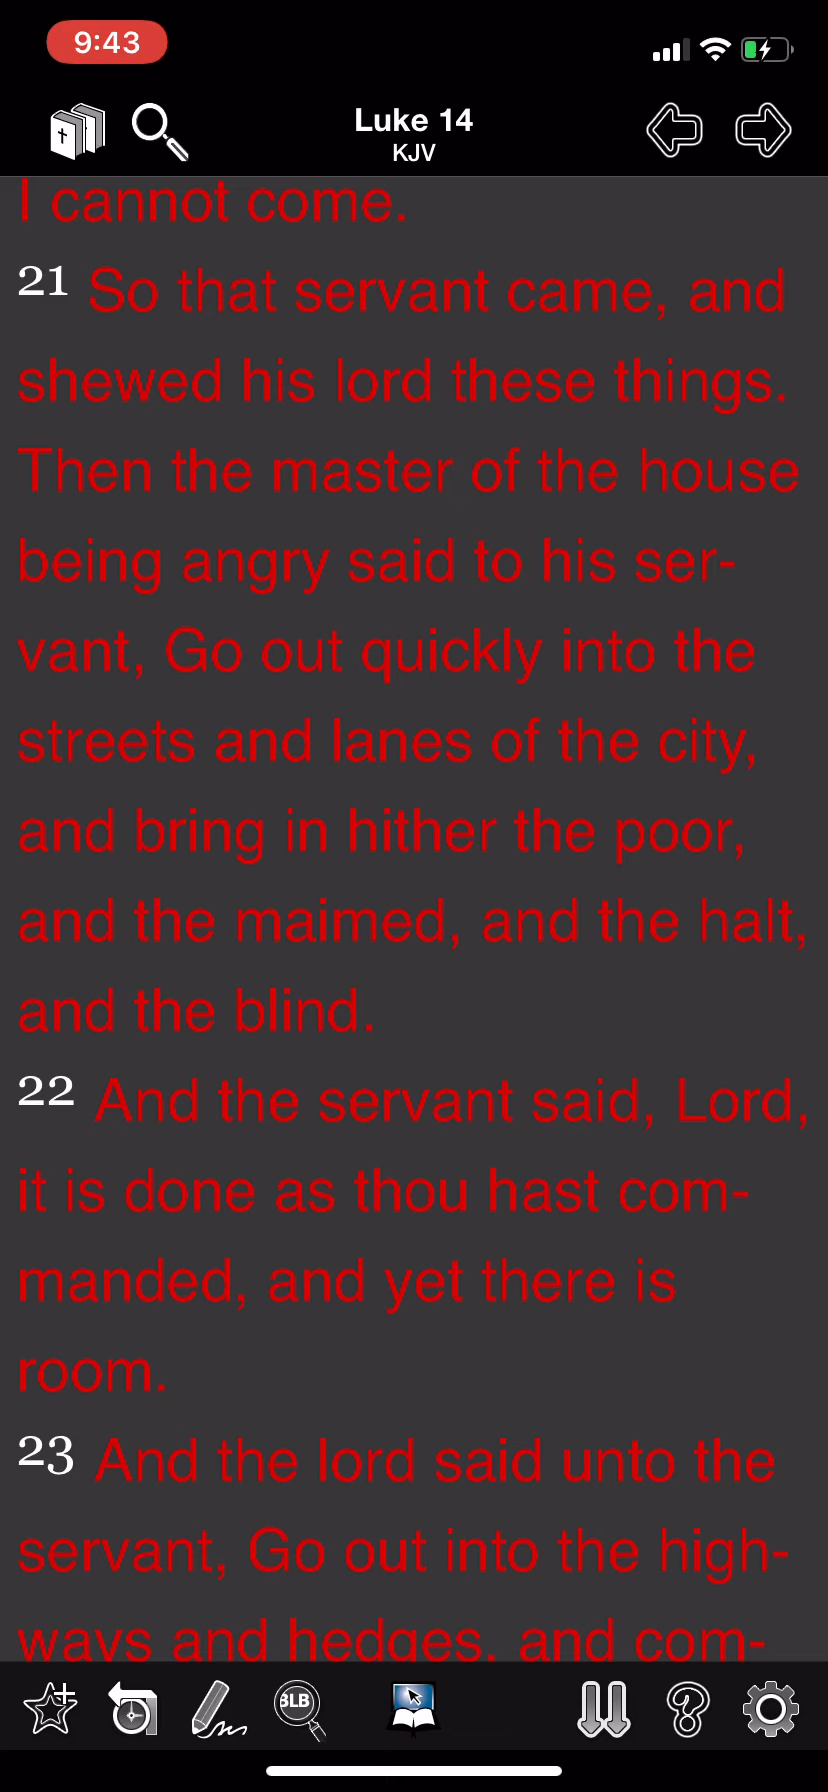 9:43
Luke 14
KJV
I cannot come.
21 So that servant came, and
shewed his lord these things.
Then the master of the house
being angry said to his ser-
vant, Go out quickly into the
streets and lanes of the city,
and bring in hither the poor,
and the maimed, and the halt,
and the blind.
22 And the servant said, Lord,
it is done as thou hast com-
manded, and yet there is
room.
23 And the lord said unto the
servant, Go out into the high-
ways and hedges, and com-
BLB